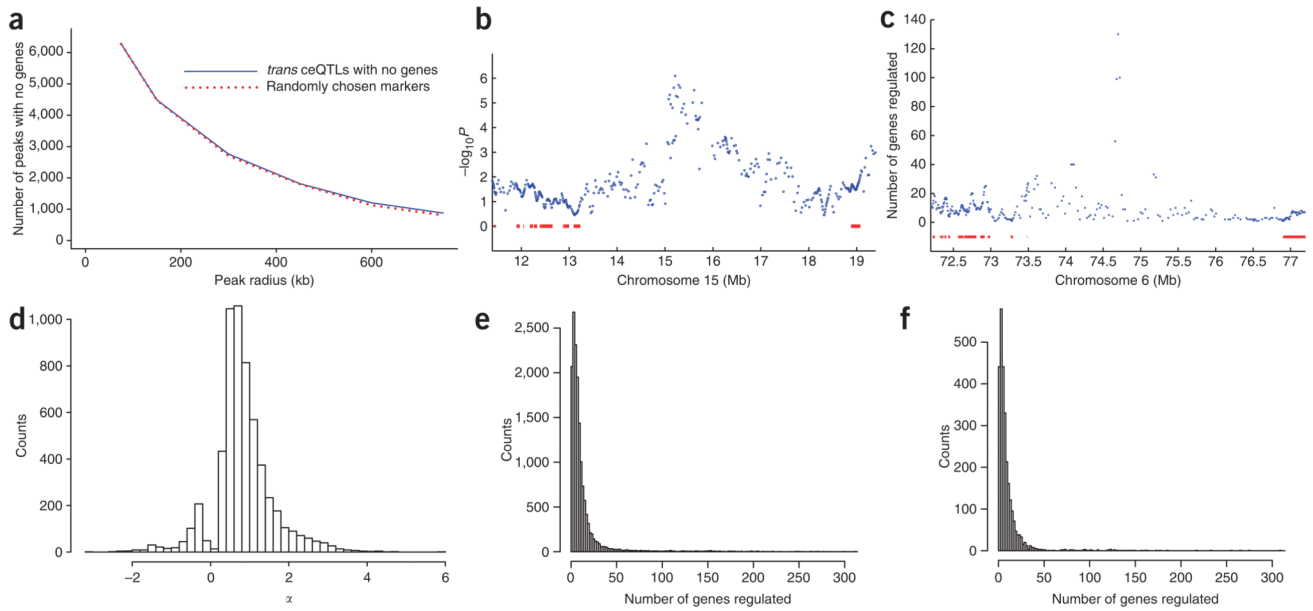 a
Number of peaks with no genes
6,000
5,000
4,000
3,000
2,000
1,000
0
trans ceQTLs with no genes
Randomly chosen markers
0 200 400 600
Peak radius (kb)
b
–log10P
6
5
4
3
2
1
0
12 13 14 15 16 17 18 19
Chromosome 15 (Mb)
c
Number of genes regulated
140
120
100
80
60
40
20
0
72.5 73 73.5 74 74.5 75 75.5 76 76.5 77
Chromosome 6 (Mb)
d
Counts
1,000
800
600
400
200
0
–2 0 2 4 6
α
e
Counts
2,500
2,000
1,500
1,000
500
0
0 50 100 150 200 250 300
Number of genes regulated
f
Counts
500
400
300
200
100
0
0 50 100 150 200 250 300
Number of genes regulated